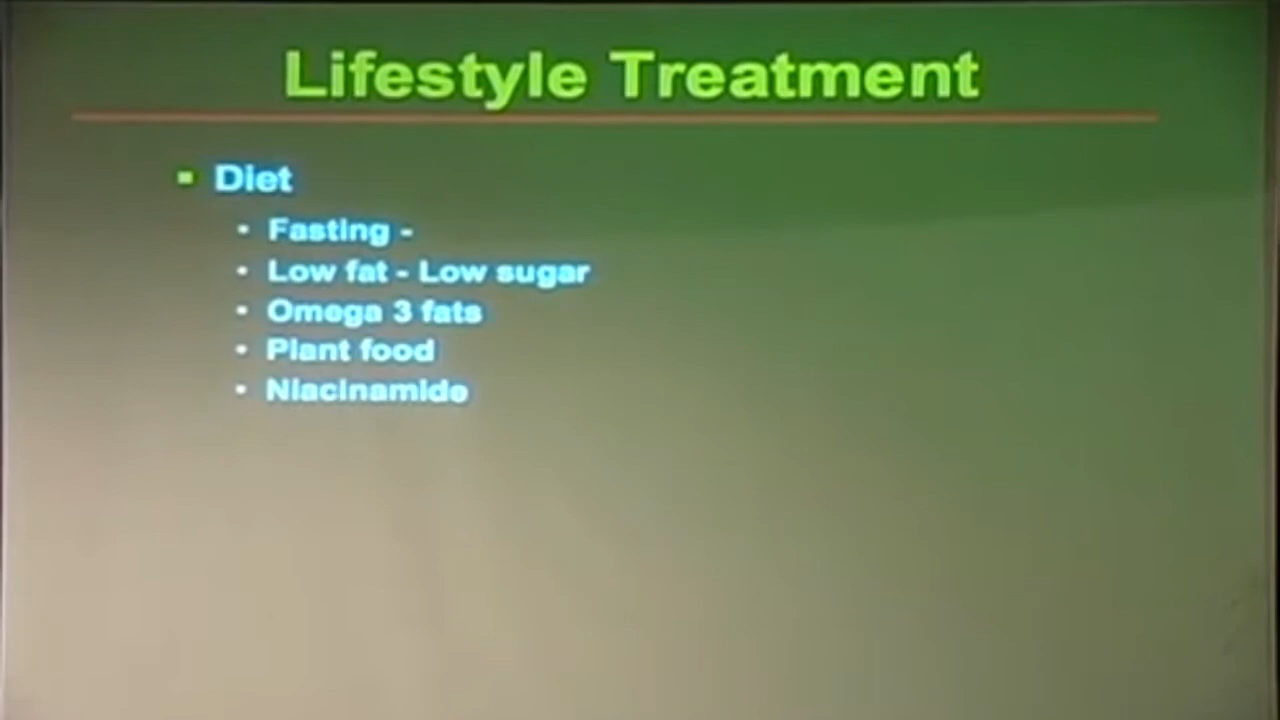 Lifestyle Treatment
▪ Diet
• Fasting -
• Low fat - Low sugar
• Omega 3 fats
• Plant food
• Niacinamide